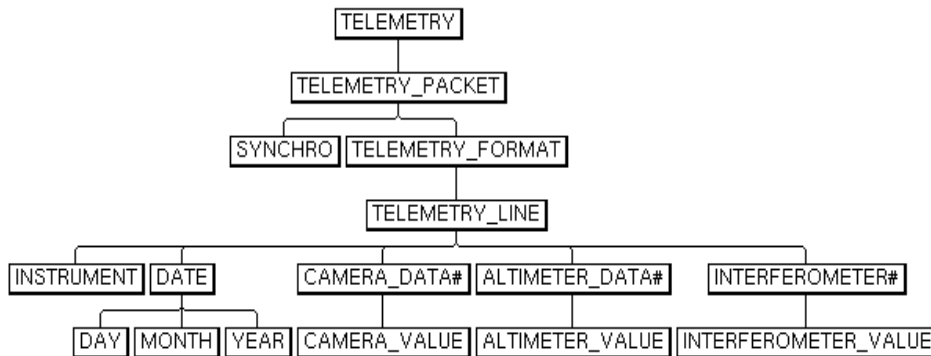 TELEMETRY
TELEMETRY_PACKET
SYNCHRO TELEMETRY_FORMAT
TELEMETRY_LINE
INSTRUMENT DATE CAMERA_DATA# ALTIMETER_DATA# INTERFEROMETER#
DAY MONTH YEAR CAMERA_VALUE ALTIMETER_VALUE INTERFEROMETER_VALUE